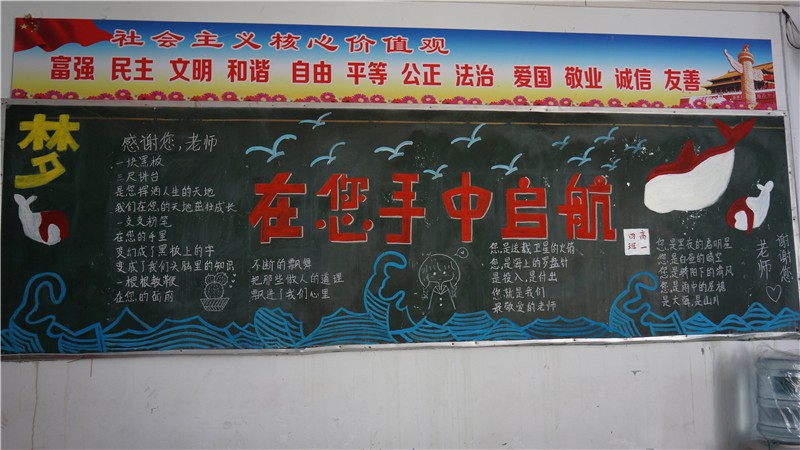 社会主义核心价值观
富强 民主 文明 和谐 自由 平等 公正 法治 爱国 敬业 诚信 友善
梦
感谢您,老师
一块黑板
三尺讲台
是您挥洒人生的天地
我们在您的天地茁壮成长
一支支粉笔
在您的手里
变幻成了黑板上的字
变成了我们头脑里的知识
一根根教鞭
在您的面前
不断的飘舞
把那些做人的道理
飘进了我们心里
在您手中启航
您是运载卫星的火箭
您是海上的罗盘针
是投入,是付出
您就是我们
最敬爱的老师
高一
四班
您是黑夜的启明星
您是白昼的晴空
您是骄阳下的清风
您是雨中的屋檐
是大海,是山川
谢谢您
老师